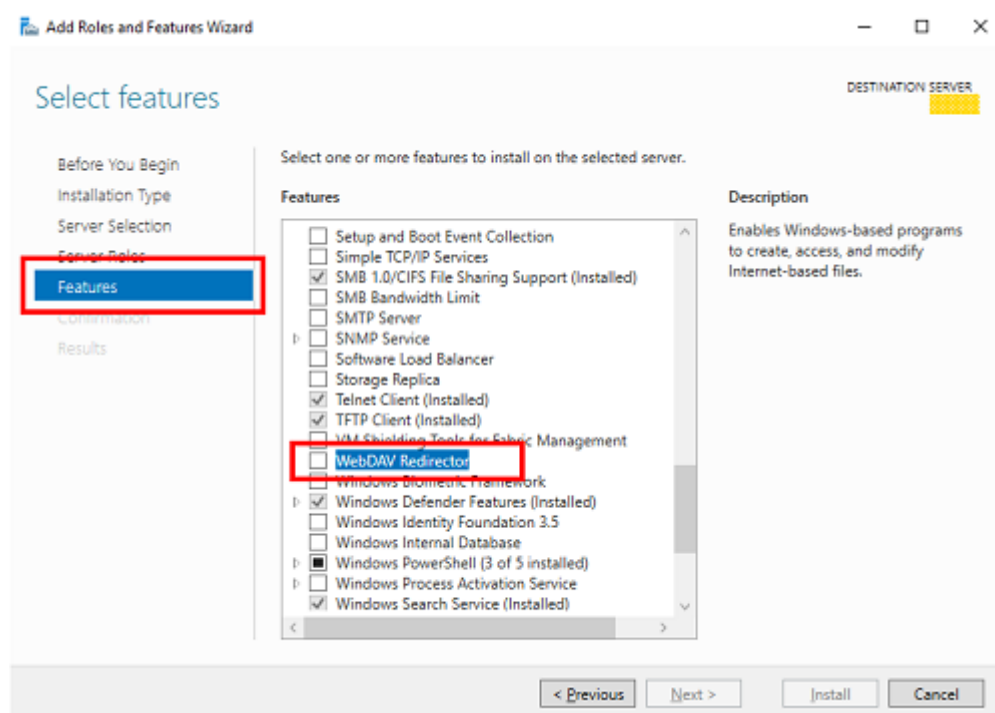 Add Roles and Features Wizard
Select features
DESTINATION SERVER
Before You Begin
Installation Type
Server Selection
Server Roles
Features
Confirmation
Results
Select one or more features to install on the selected server.
Features
Setup and Boot Event Collection
Simple TCP/IP Services
SMB 1.0/CIFS File Sharing Support (Installed)
SMB Bandwidth Limit
SMTP Server
SNMP Service
Software Load Balancer
Storage Replica
Telnet Client (Installed)
TFTP Client (Installed)
VM Shielding Tools for Fabric Management
WebDAV Redirector
Windows Biometric Framework
Windows Defender Features (Installed)
Windows Identity Foundation 3.5
Windows Internal Database
Windows PowerShell (3 of 5 installed)
Windows Process Activation Service
Windows Search Service (Installed)
Description
Enables Windows-based programs
to create, access, and modify
Internet-based files.
< Previous
Next >
Install
Cancel